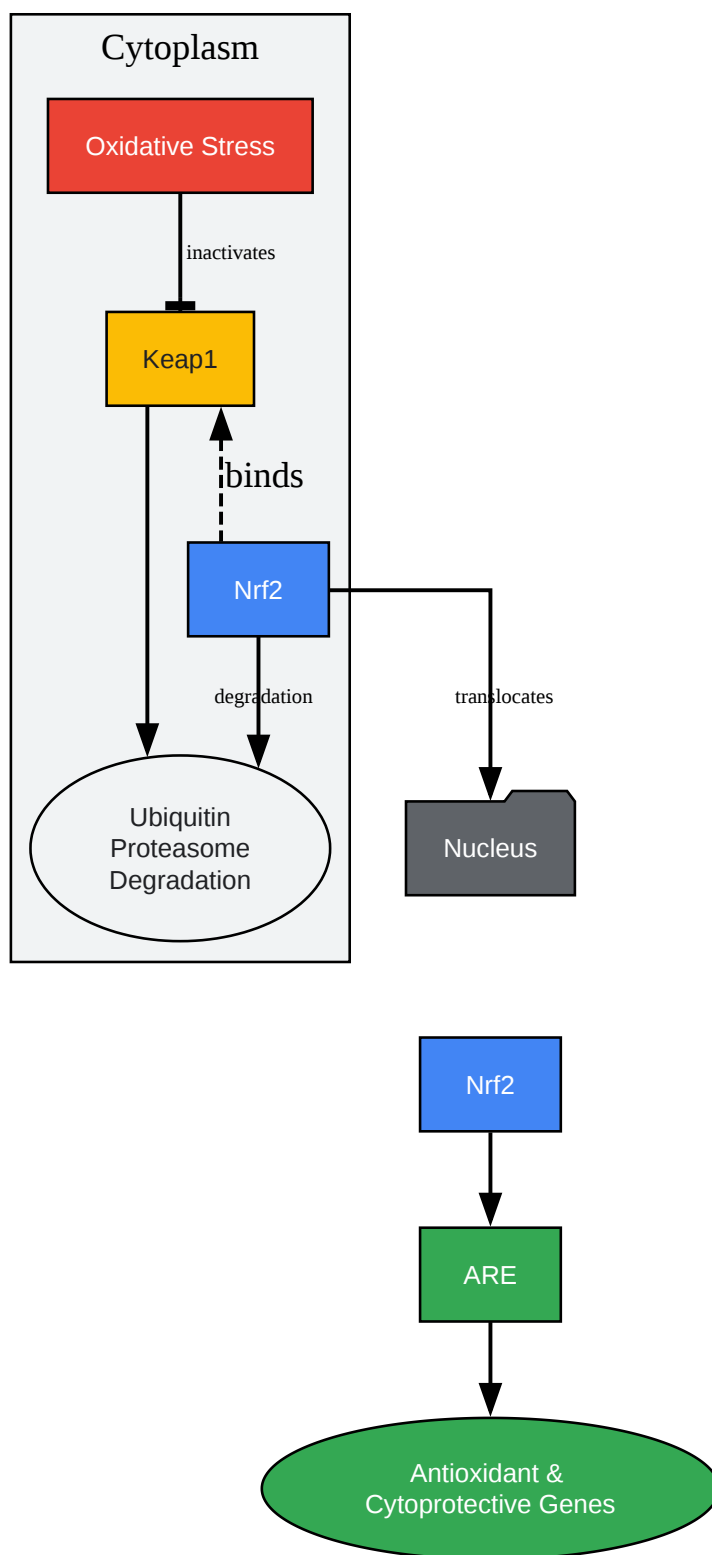 Cytoplasm
Oxidative Stress
inactivates
Keap1
binds
Nrf2
degradation
translocates
Ubiquitin
Proteasome
Degradation
Nucleus
Nrf2
ARE
Antioxidant &
Cytoprotective Genes